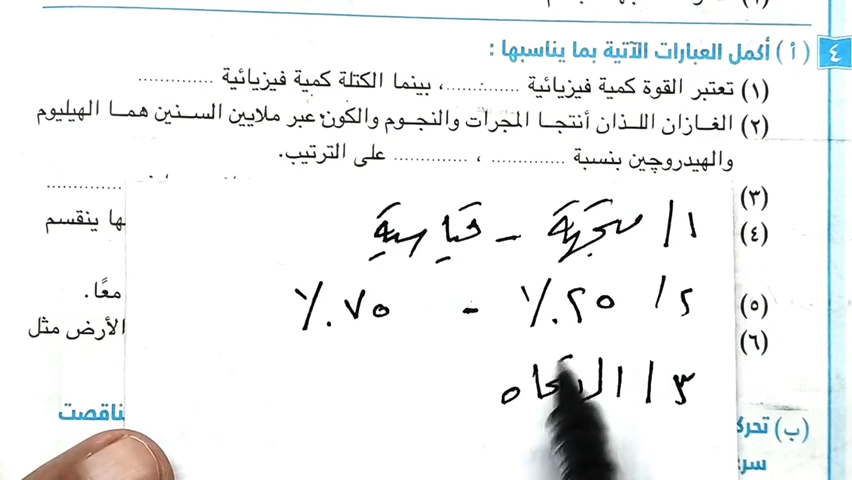 ٤ ( أ ) أكمل العبارات الآتية بما يناسبها :
(١) تعتبر القوة كمية فيزيائية ............، بينما الكتلة كمية فيزيائية ............
(٢) الغازان اللذان أنتجا المجرات والنجوم والكون عبر ملايين السنين هما الهيليوم
والهيدروچين بنسبة ............ ، ............ على الترتيب.
(٣) ............
(٤) ها ينقسم
(٥) معًا.
(٦) الأرض مثل
(ب) تحرك ناقصت
سر
١ / متجهة - قياسية
٢ / ٢٥٪ - ٧٥٪
٣ / الاتجاه